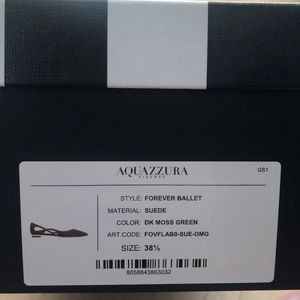 AQUAZZURA
FIRENZE
GS1
STYLE: FOREVER BALLET
MATERIAL: SUEDE
COLOR: DK MOSS GREEN
ART.CODE: FOVFLAB0-SUE-DMG
SIZE: 38½
8058843863032